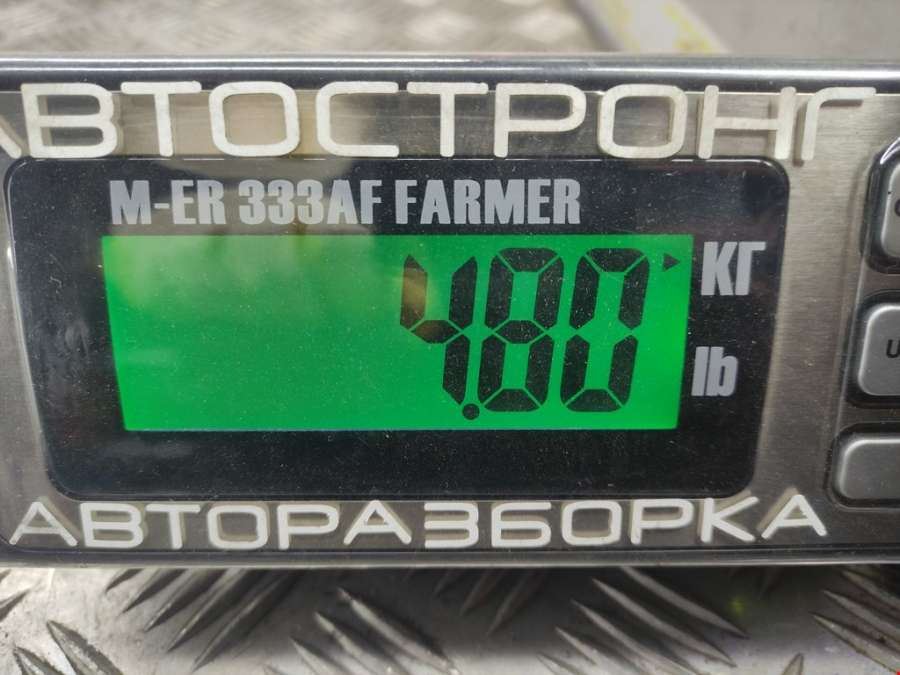 АВТОСТРОНГ
M-ER 333AF FARMER
4.80
КГ
lb
АВТОРАЗБОРКА